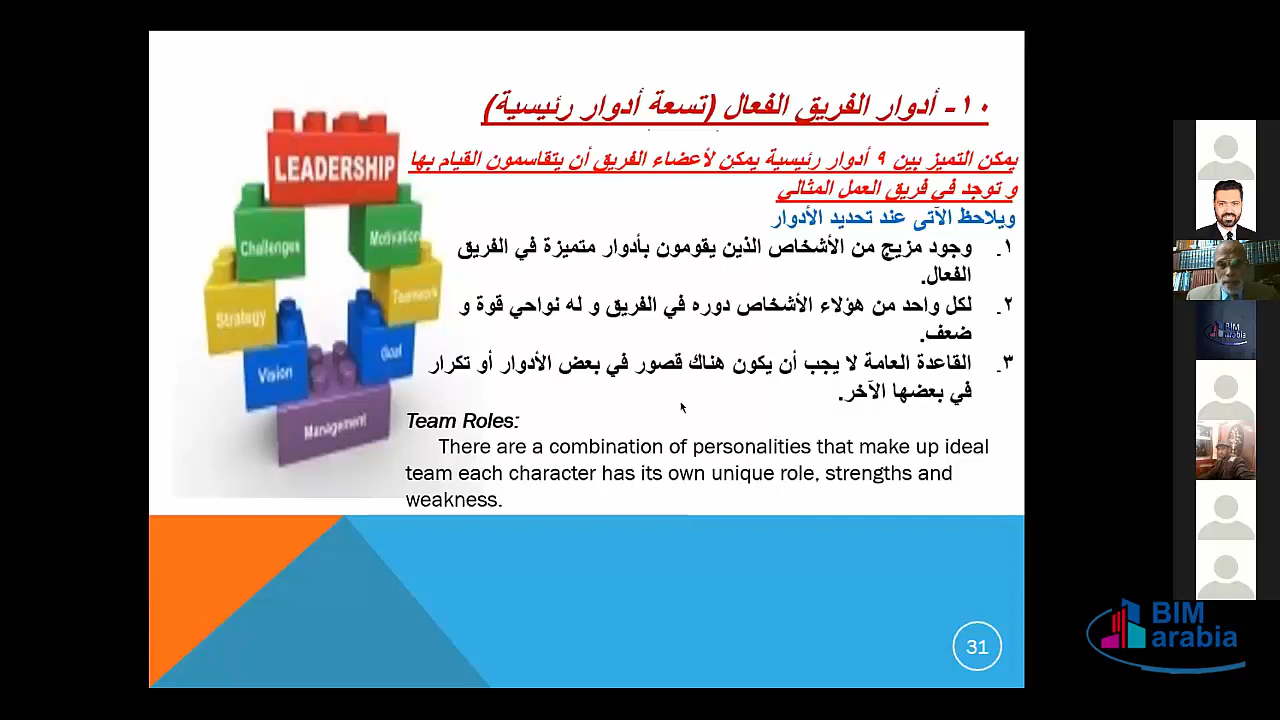 ١٠- أدوار الفريق الفعال (تسعة أدوار رئيسية)
يمكن التميز بين ٩ أدوار رئيسية يمكن لأعضاء الفريق أن يتقاسمون القيام بها
و توجد في فريق العمل المثالي
ويلاحظ الآتى عند تحديد الأدوار
١. وجود مزيج من الأشخاص الذين يقومون بأدوار متميزة في الفريق
الفعال.
٢. لكل واحد من هؤلاء الأشخاص دوره في الفريق و له نواحي قوة و
ضعف.
٣. القاعدة العامة لا يجب أن يكون هناك قصور في بعض الأدوار أو تكرار
في بعضها الآخر.
Team Roles:
There are a combination of personalities that make up ideal
team each character has its own unique role, strengths and
weakness.
LEADERSHIP
Challenges
Motivation
Strategy
Teamwork
Vision
Goal
Management
31
BIM
arabia
BIM
arabia